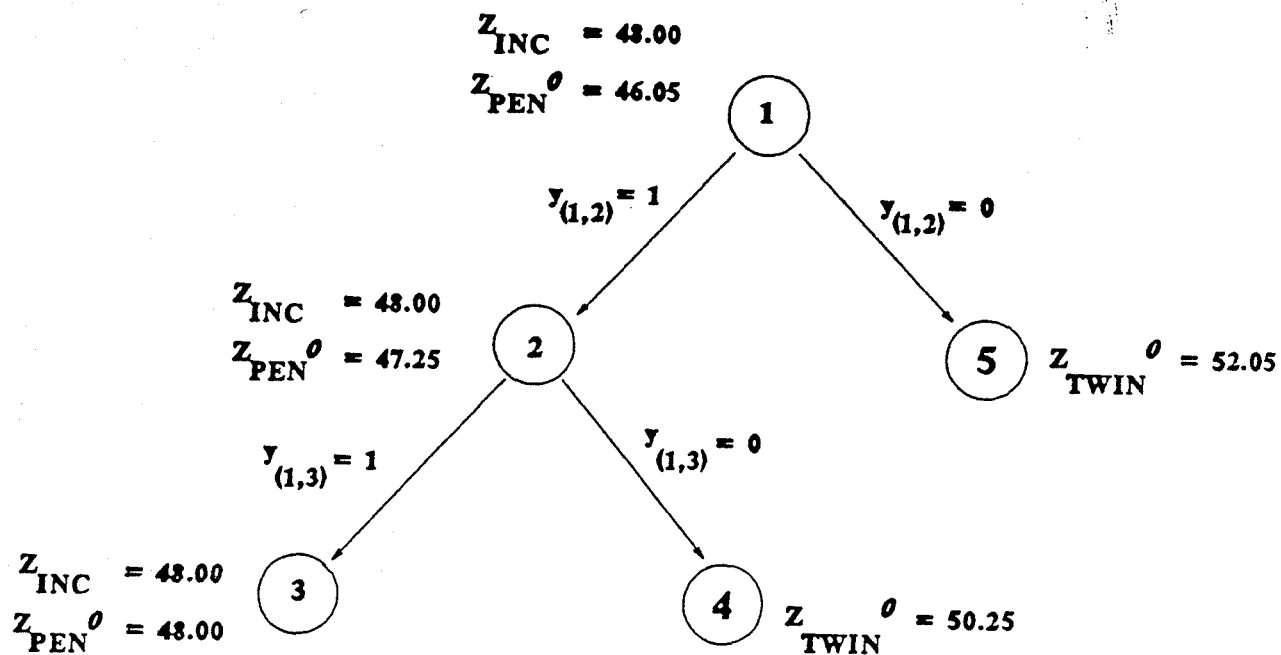 Z_INC = 48.00
Z_PEN^0 = 46.05
1
y_(1,2) = 1
y_(1,2) = 0
Z_INC = 48.00
Z_PEN^0 = 47.25
2
5
Z_TWIN^0 = 52.05
y_(1,3) = 1
y_(1,3) = 0
Z_INC = 48.00
Z_PEN^0 = 48.00
3
4
Z_TWIN^0 = 50.25